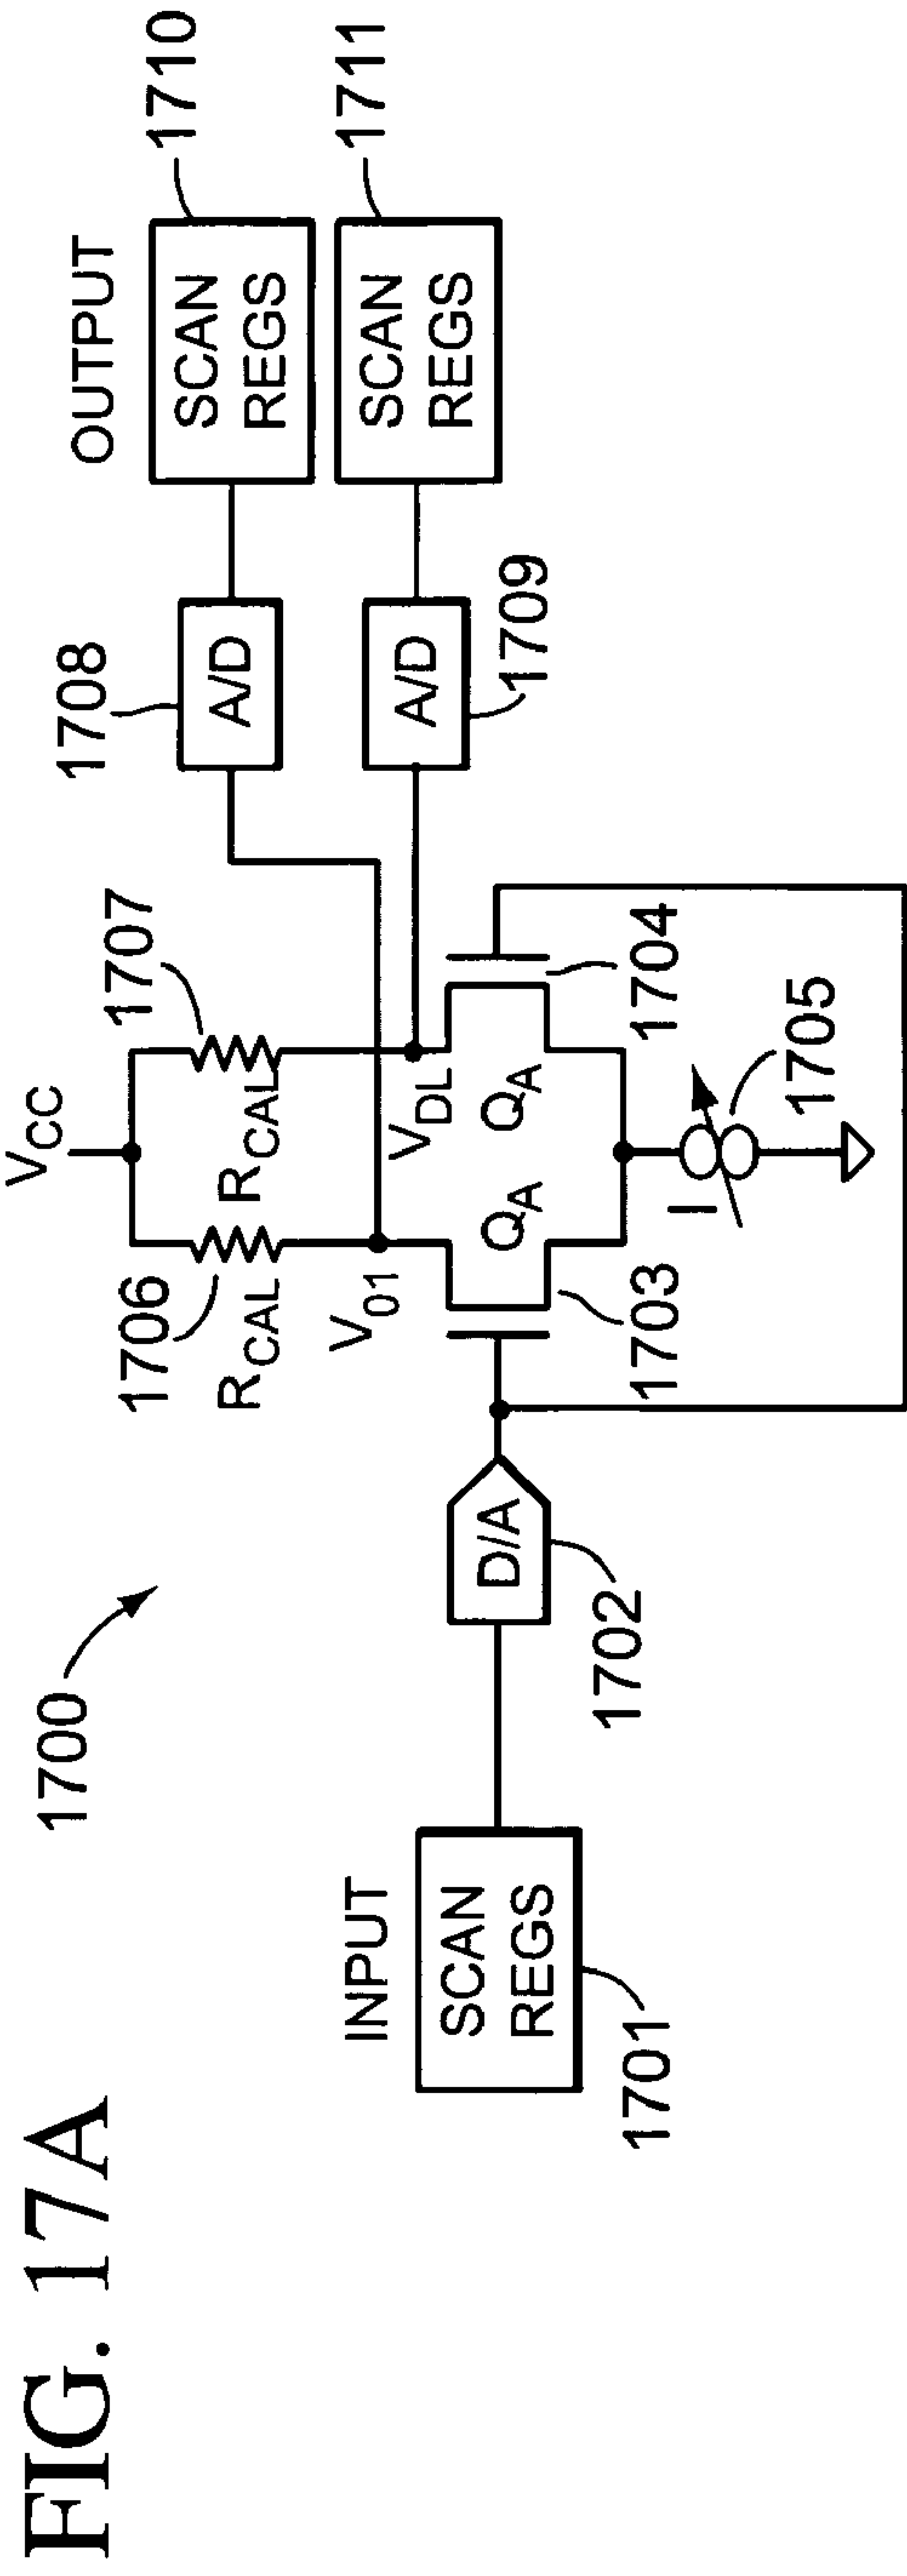 FIG. 17A
1700
INPUT
SCAN
REGS
1701
D/A
1702
VCC
1706
RCAL
1707
RCAL
V01
VDL
QA
QA
1703
1704
I
1705
1708
A/D
A/D
1709
OUTPUT
SCAN
REGS
1710
SCAN
REGS
1711